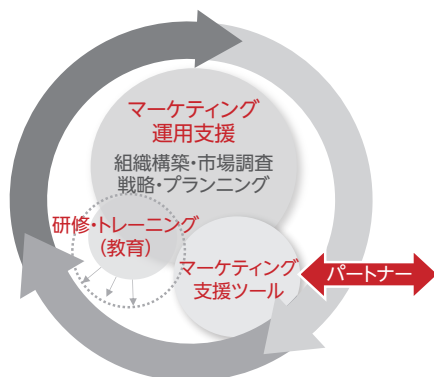 マーケティング
運用支援
組織構築・市場調査
戦略・プランニング
研修・トレーニング
(教育)
マーケティング
支援ツール
パートナー